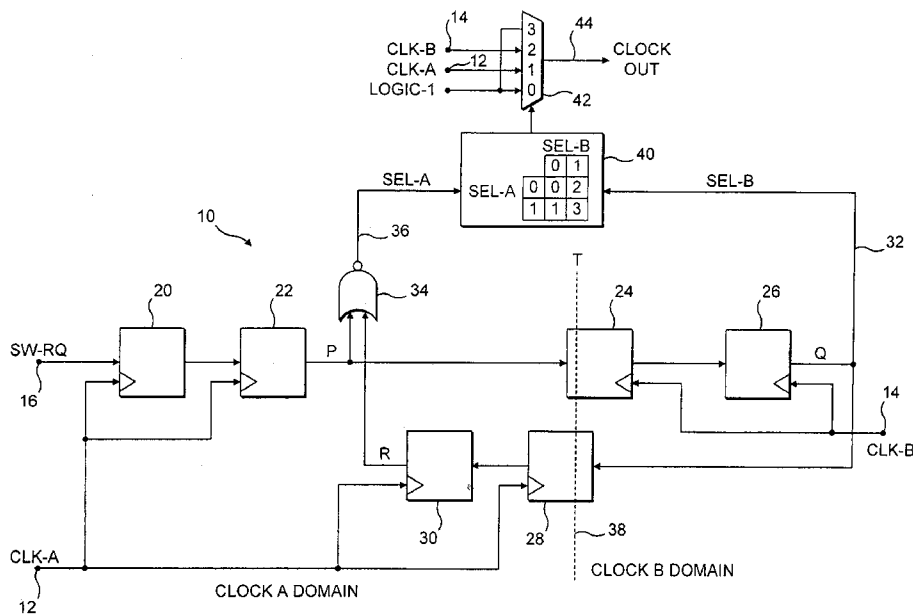 14
44
CLK-B
3
CLOCK
OUT
12
2
CLK-A
1
LOGIC-1
0
42
SEL-B
40
0 1
SEL-A
SEL-A
0 0 2
SEL-B
1 1 3
10
36
32
T
34
20
22
24
26
SW-RQ
P
Q
16
14
R
CLK-B
30
28
38
CLK-A
12
CLOCK A DOMAIN
CLOCK B DOMAIN